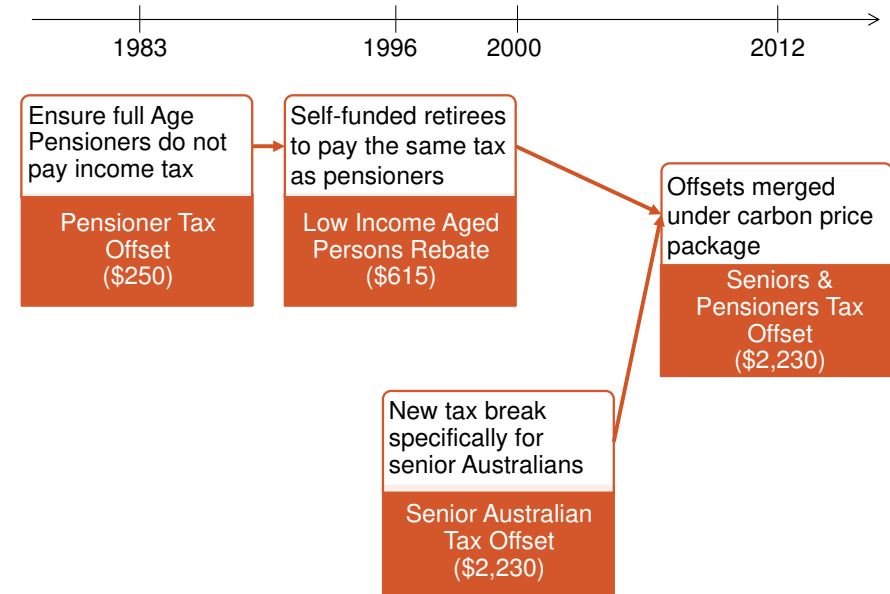 1983
1996
2000
2012
Ensure full Age
Pensioners do not
pay income tax
Pensioner Tax
Offset
($250)
Self-funded retirees
to pay the same tax
as pensioners
Low Income Aged
Persons Rebate
($615)
Offsets merged
under carbon price
package
Seniors &
Pensioners Tax
Offset
($2,230)
New tax break
specifically for
senior Australians
Senior Australian
Tax Offset
($2,230)